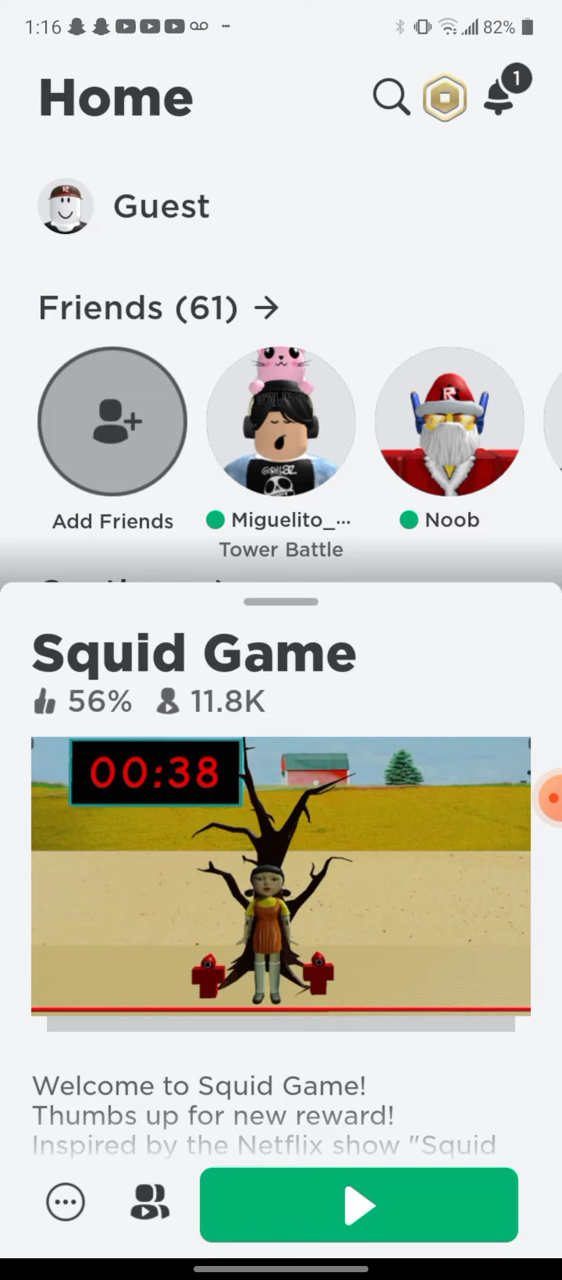 1:16 82%
Home
1
Guest
Friends (61) →
Add Friends
Miguelito_...
Noob
Tower Battle
Squid Game
56% 11.8K
00:38
Welcome to Squid Game!
Thumbs up for new reward!
Inspired by the Netflix show "Squid